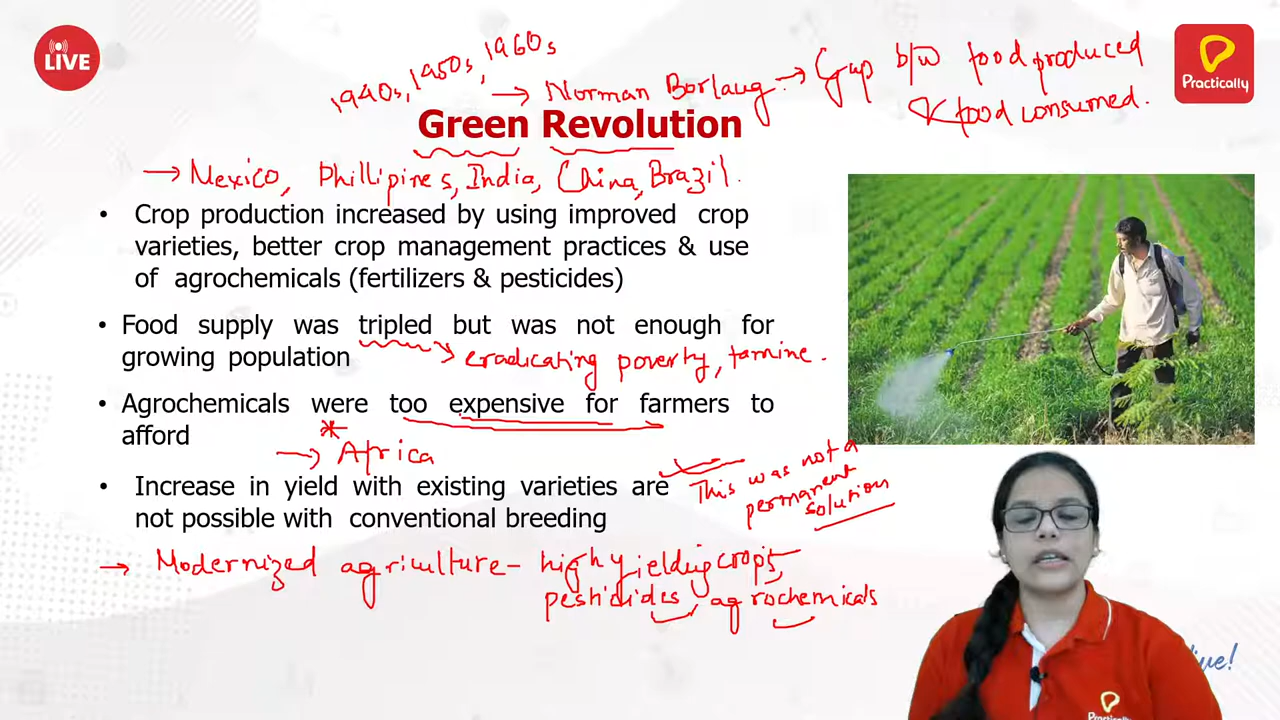 LIVE
1940s, 1950s, 1960s
→ Norman Borlaug → Gap b/w food produced
& food consumed.
Practically
Green Revolution
→ Mexico, Phillipines, India, China, Brazil.
• Crop production increased by using improved crop
varieties, better crop management practices & use
of agrochemicals (fertilizers & pesticides)
• Food supply was tripled but was not enough for
growing population
→ eradicating poverty, famine.
• Agrochemicals were too expensive for farmers to
afford
* → Africa
• Increase in yield with existing varieties are
not possible with conventional breeding
This was not a
permanent
solution
→ Modernized agriculture - high yielding crops,
pesticides, agrochemicals
Practically